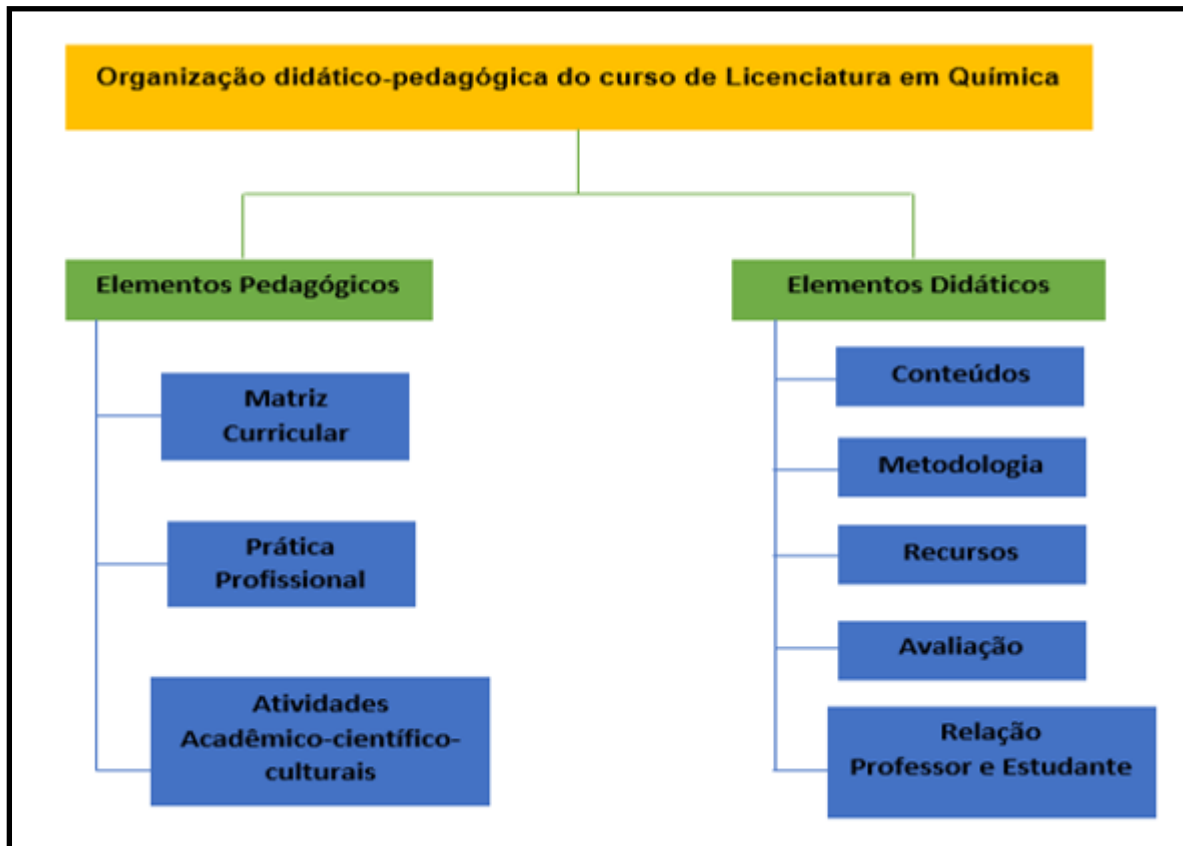 Organização didático-pedagógica do curso de Licenciatura em Química
Elementos Pedagógicos
Matriz
Curricular
Prática
Profissional
Atividades
Acadêmico-científico-
culturais
Elementos Didáticos
Conteúdos
Metodologia
Recursos
Avaliação
Relação
Professor e Estudante